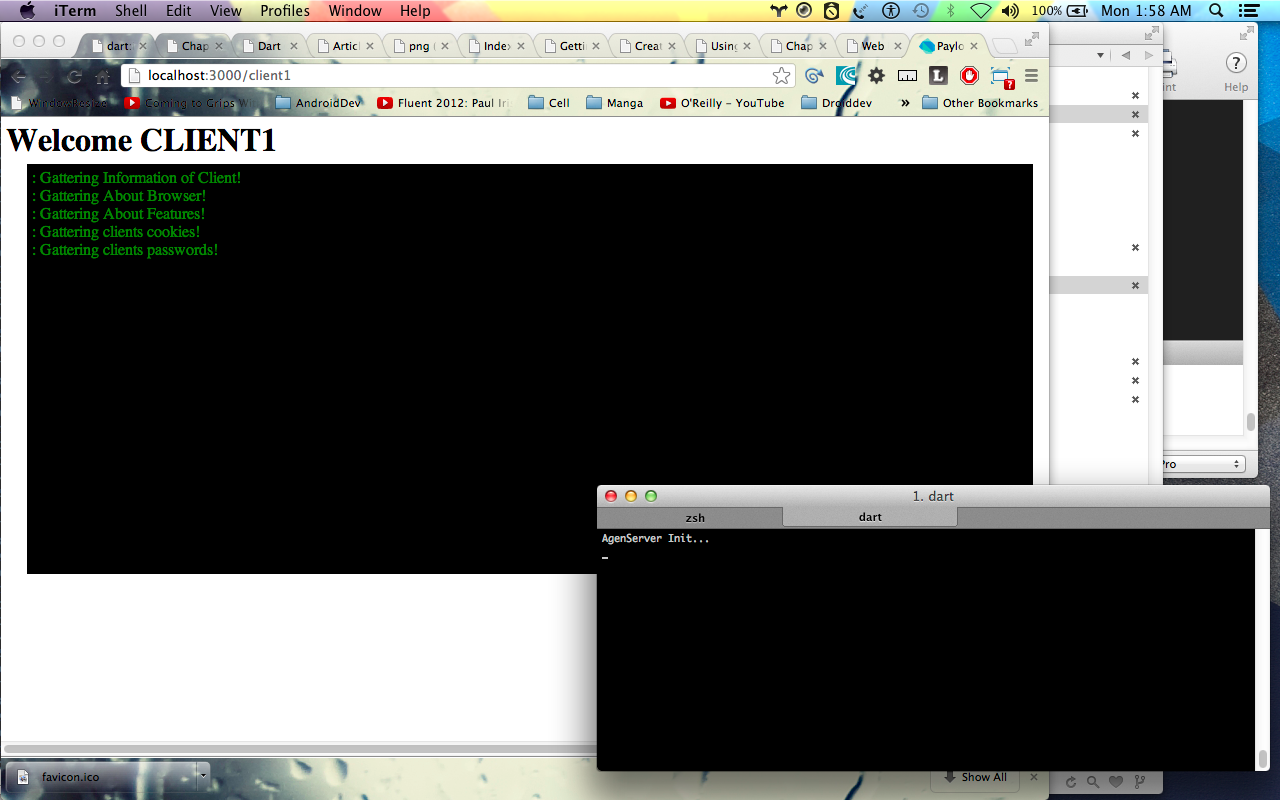 iTerm Shell Edit View Profiles Window Help 100% Mon 1:58 AM
dart: Chap Dart Articl png ( Index Getti Creat Using Chap Web Paylo
localhost:3000/client1
Coming to Grips AndroidDev Fluent 2012: Paul Iri Cell Manga O'Reilly - YouTube Droiddev » Other Bookmarks
Help
Welcome CLIENT1
: Gattering Information of Client!
: Gattering About Browser!
: Gattering About Features!
: Gattering clients cookies!
: Gattering clients passwords!
1. dart
zsh dart
AgenServer Init...
favicon.ico
Show All